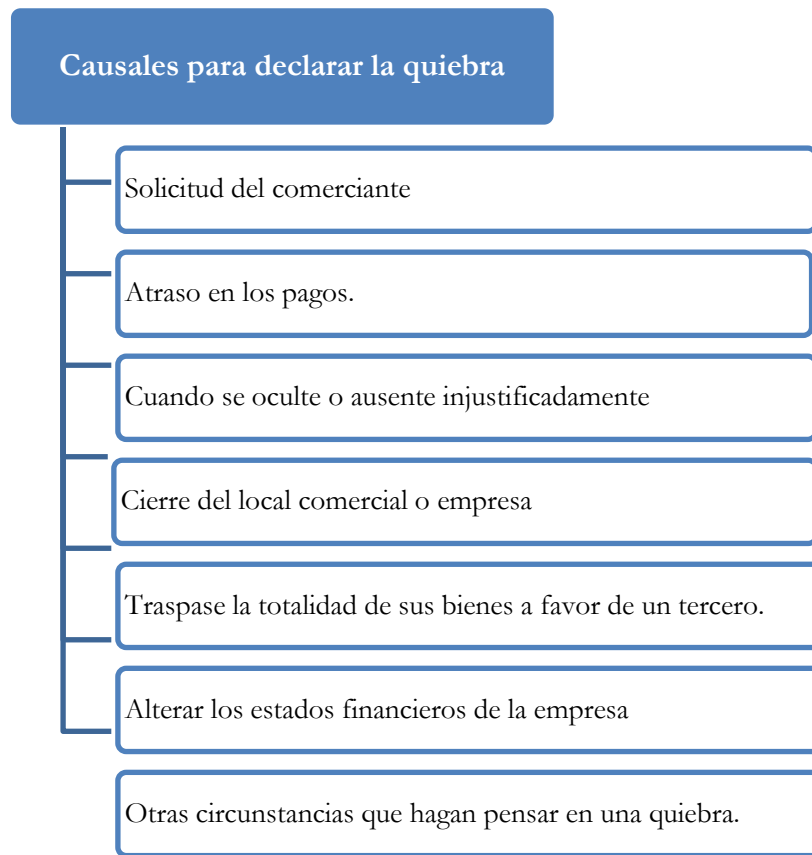 Causales para declarar la quiebra
Solicitud del comerciante
Atraso en los pagos.
Cuando se oculte o ausente injustificadamente
Cierre del local comercial o empresa
Traspase la totalidad de sus bienes a favor de un tercero.
Alterar los estados financieros de la empresa
Otras circunstancias que hagan pensar en una quiebra.